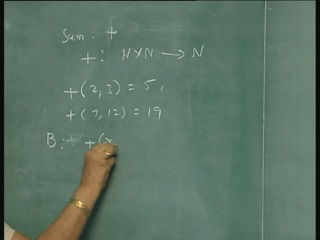 Sum: +
+: N×N → N
+(2,3) = 5,
+(7,12) = 19
B: +(